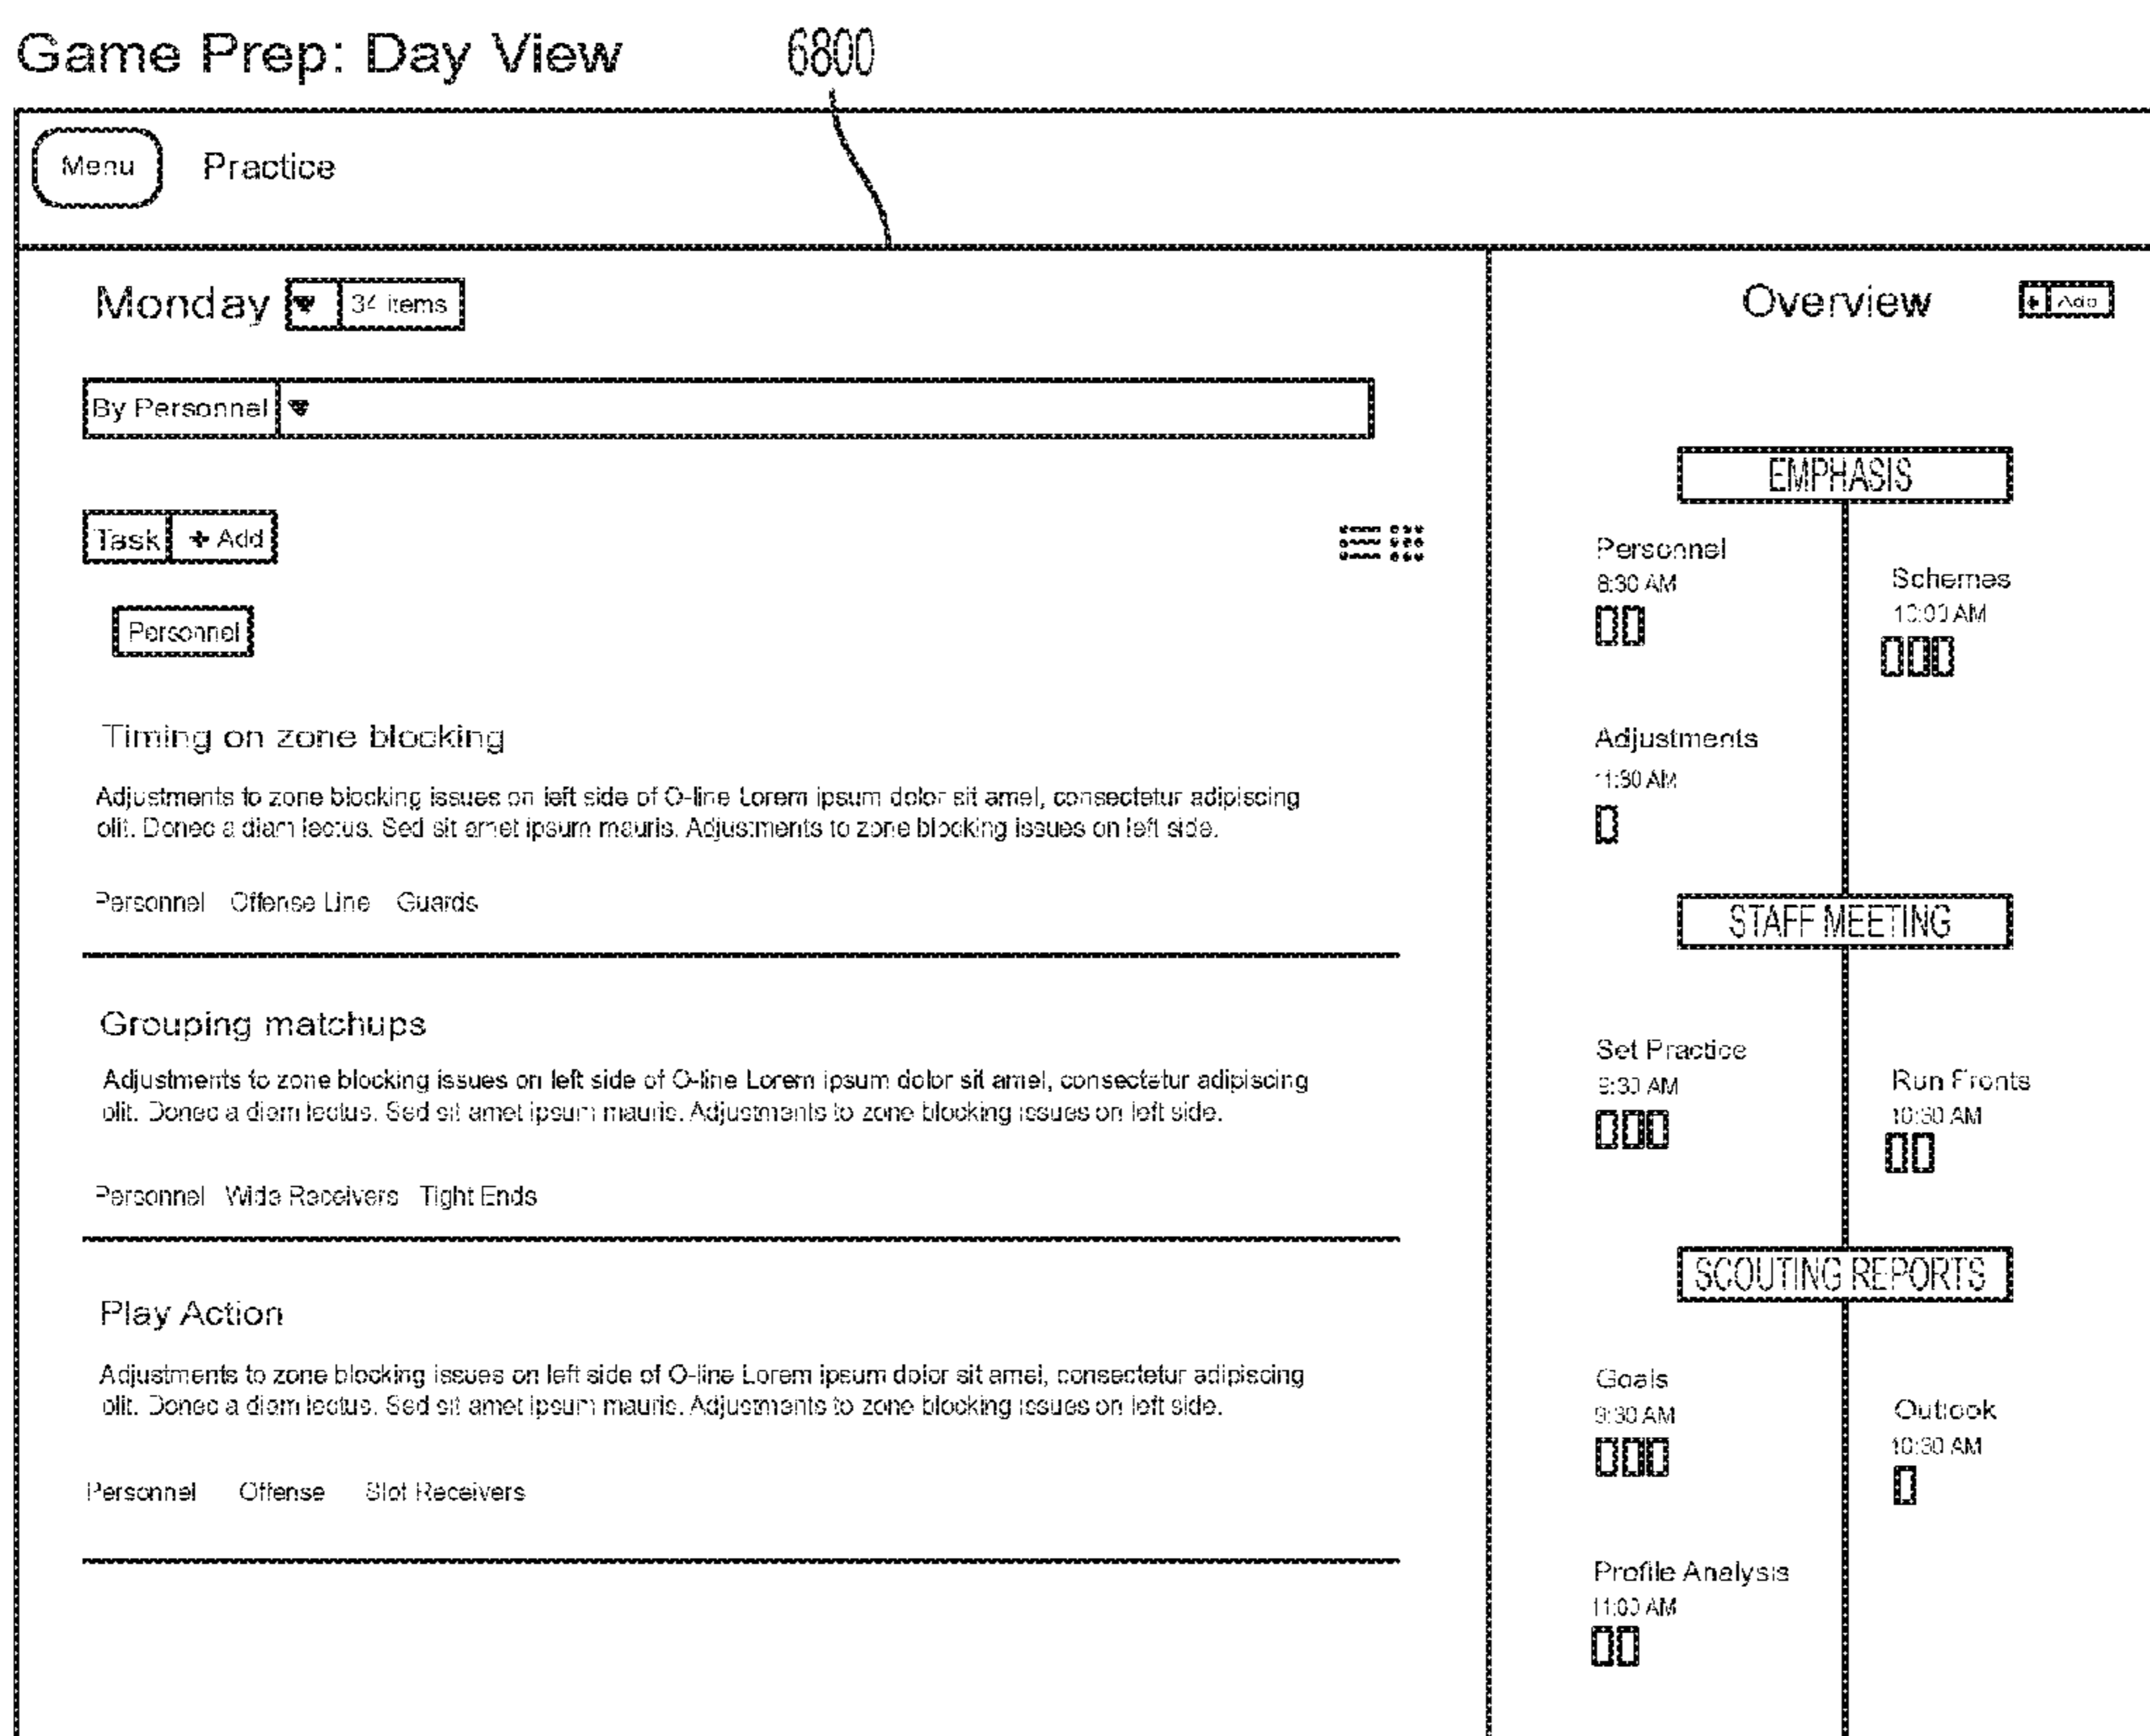 Game Prep: Day View
6800
Menu Practice
Monday 34 items
By Personnel
Task + Add
Personnel
Timing on zone blocking
Adjustments to zone blocking issues on left side of O-line Lorem ipsum dolor sit amet, consectetur adipiscing
elit. Donec a diam lectus. Sed sit amet ipsum mauris. Adjustments to zone blocking issues on left side.
Personnel Offense Line Guards
Grouping matchups
Adjustments to zone blocking issues on left side of O-line Lorem ipsum dolor sit amet, consectetur adipiscing
elit. Donec a diam lectus. Sed sit amet ipsum mauris. Adjustments to zone blocking issues on left side.
Personnel Wide Receivers Tight Ends
Play Action
Adjustments to zone blocking issues on left side of O-line Lorem ipsum dolor sit amet, consectetur adipiscing
elit. Donec a diam lectus. Sed sit amet ipsum mauris. Adjustments to zone blocking issues on left side.
Personnel Offense Slot Receivers
Overview + Add
EMPHASIS
Personnel
8:30 AM
Schemes
10:00 AM
Adjustments
11:30 AM
STAFF MEETING
Set Practice
9:30 AM
Run Fronts
10:30 AM
SCOUTING REPORTS
Goals
9:30 AM
Outlook
10:30 AM
Profile Analysis
11:00 AM